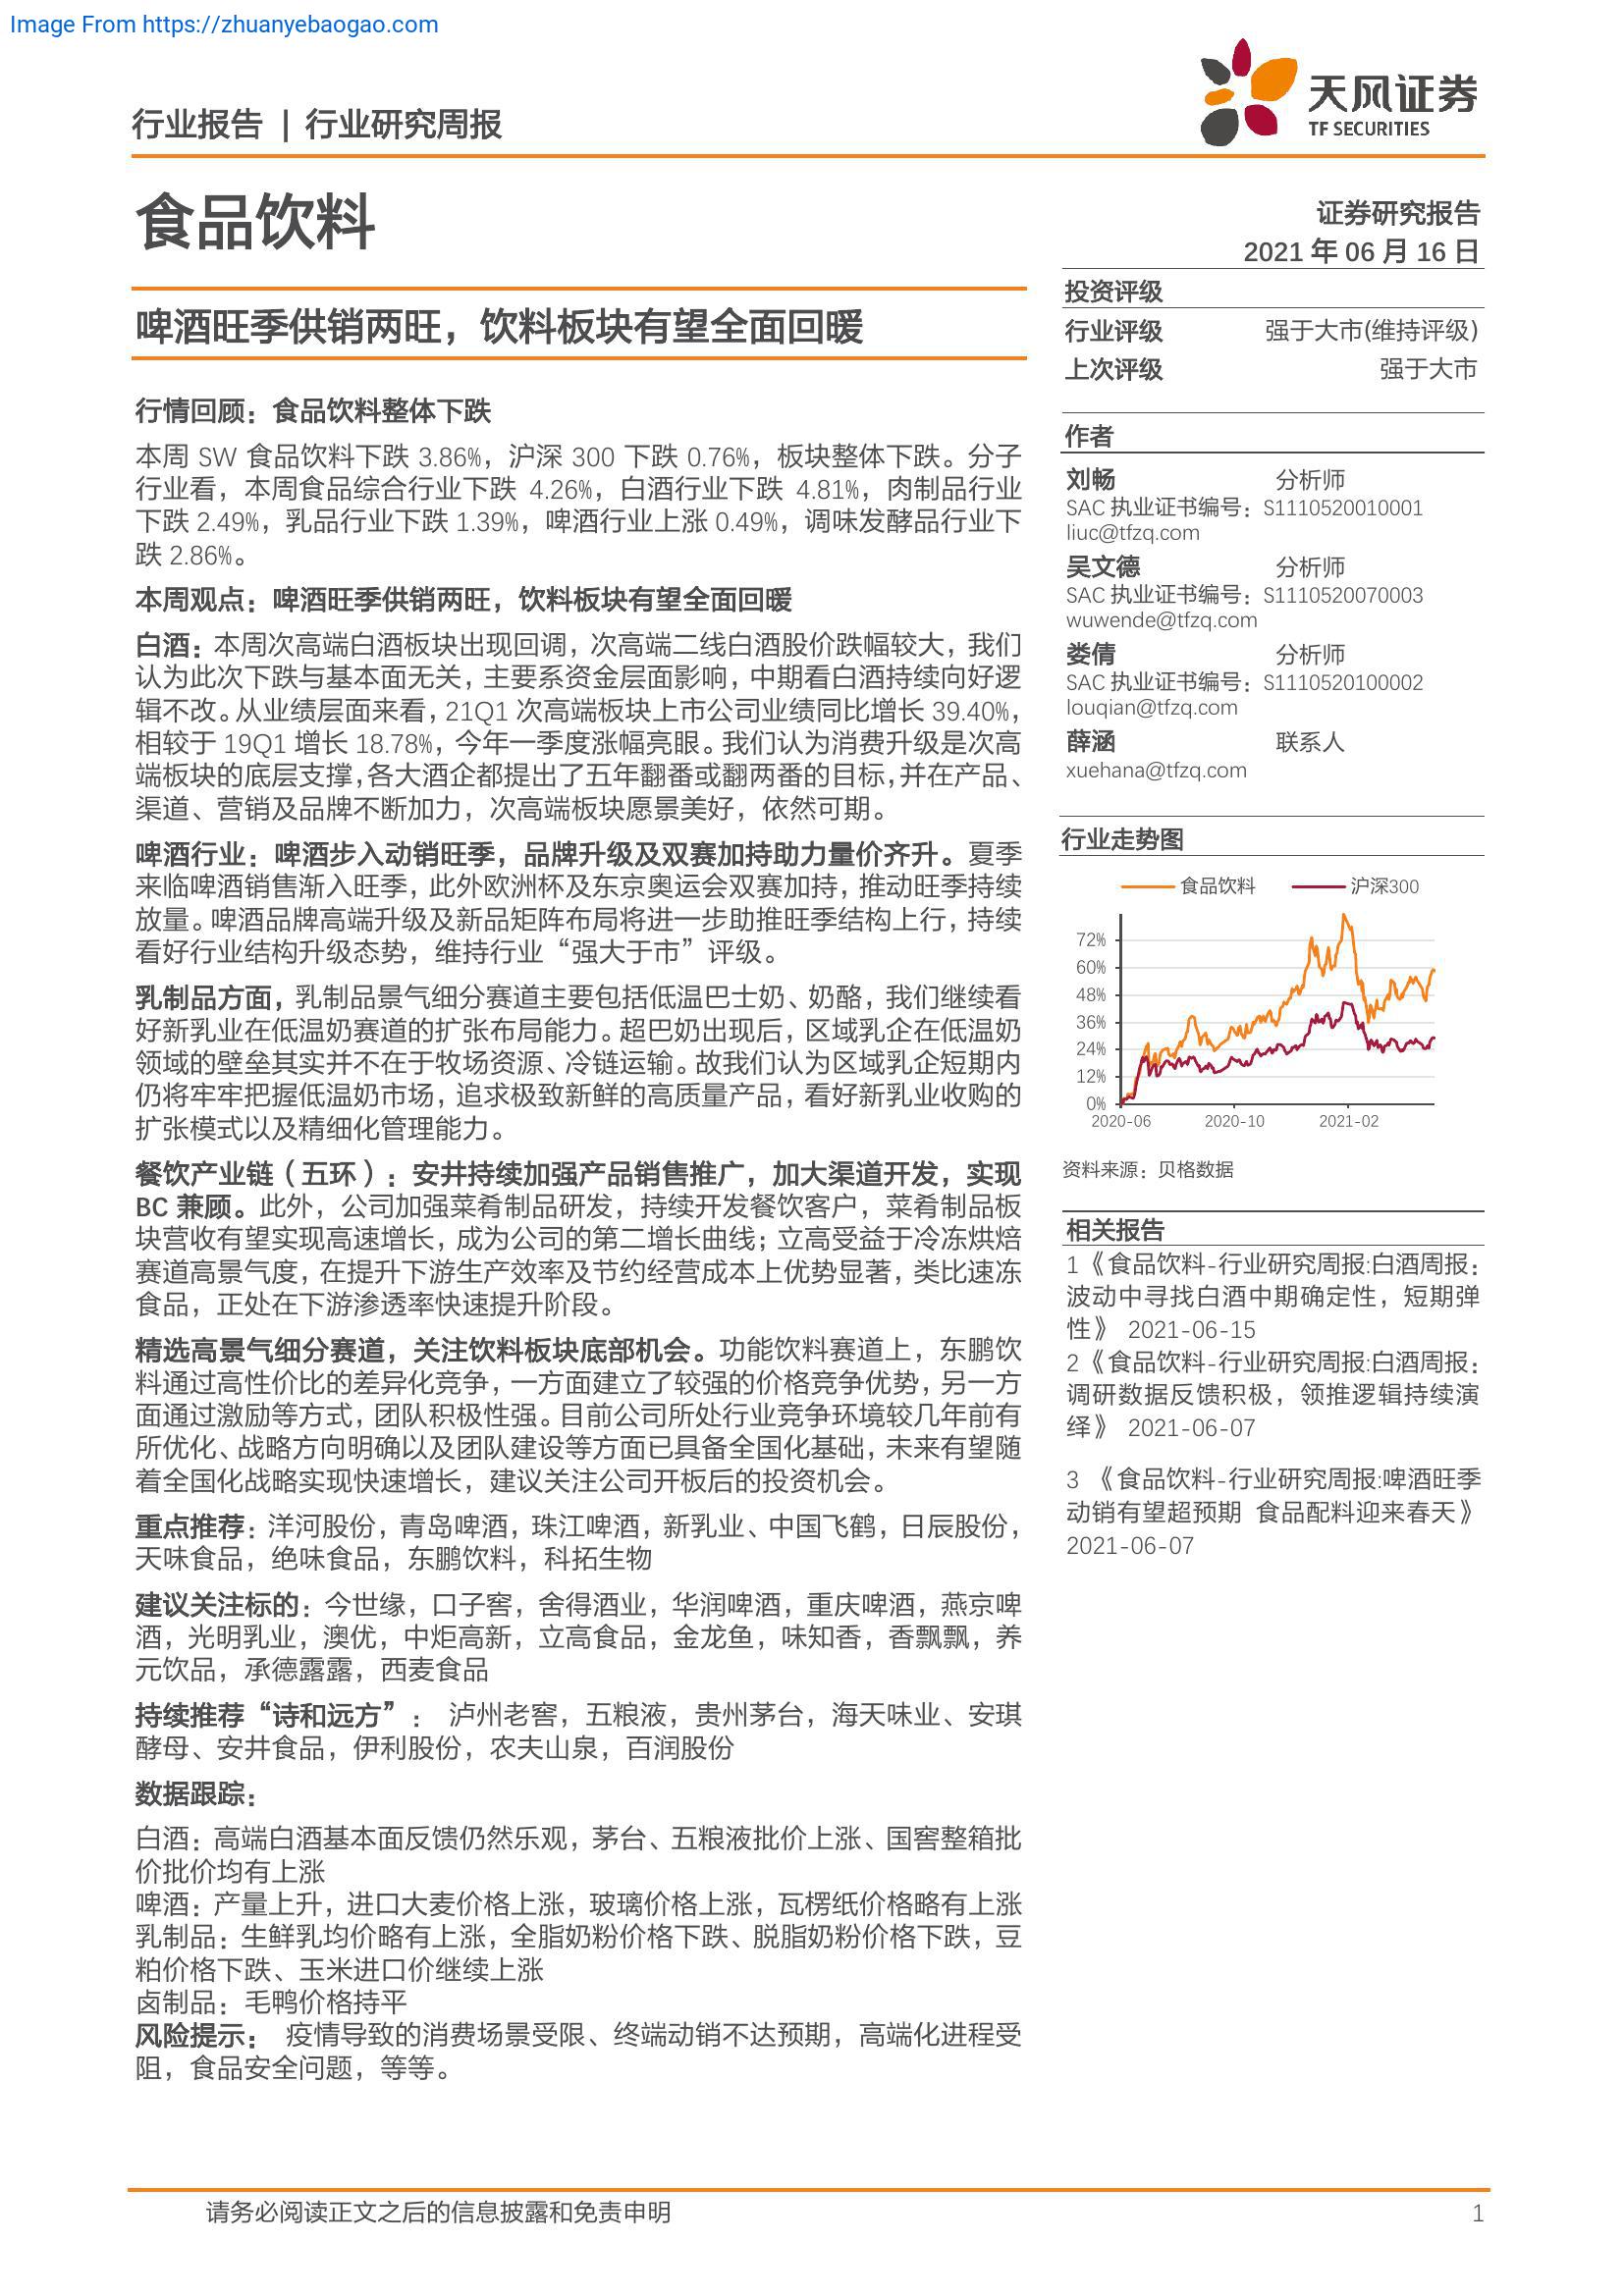 Image From https://zhuanyebaogao.com
行业报告 | 行业研究周报
天风证券
TF SECURITIES
食品饮料
证券研究报告
2021 年 06 月 16 日
啤酒旺季供销两旺，饮料板块有望全面回暖
行情回顾：食品饮料整体下跌
本周 SW 食品饮料下跌 3.86%，沪深 300 下跌 0.76%，板块整体下跌。分子
行业看，本周食品综合行业下跌 4.26%，白酒行业下跌 4.81%，肉制品行业
下跌 2.49%，乳品行业下跌 1.39%，啤酒行业上涨 0.49%，调味发酵品行业下
跌 2.86%。
本周观点：啤酒旺季供销两旺，饮料板块有望全面回暖
白酒：本周次高端白酒板块出现回调，次高端二线白酒股价跌幅较大，我们
认为此次下跌与基本面无关，主要系资金层面影响，中期看白酒持续向好逻
辑不改。从业绩层面来看，21Q1 次高端板块上市公司业绩同比增长 39.40%，
相较于 19Q1 增长 18.78%，今年一季度涨幅亮眼。我们认为消费升级是次高
端板块的底层支撑，各大酒企都提出了五年翻番或翻两番的目标，并在产品、
渠道、营销及品牌不断加力，次高端板块愿景美好，依然可期。
啤酒行业：啤酒步入动销旺季，品牌升级及双赛加持助力量价齐升。夏季
来临啤酒销售渐入旺季，此外欧洲杯及东京奥运会双赛加持，推动旺季持续
放量。啤酒品牌高端升级及新品矩阵布局将进一步助推旺季结构上行，持续
看好行业结构升级态势，维持行业“强大于市”评级。
乳制品方面，乳制品景气细分赛道主要包括低温巴士奶、奶酪，我们继续看
好新乳业在低温奶赛道的扩张布局能力。超巴奶出现后，区域乳企在低温奶
领域的壁垒其实并不在于牧场资源、冷链运输。故我们认为区域乳企短期内
仍将牢牢把握低温奶市场，追求极致新鲜的高质量产品，看好新乳业收购的
扩张模式以及精细化管理能力。
餐饮产业链（五环）：安井持续加强产品销售推广，加大渠道开发，实现
BC 兼顾。此外，公司加强菜肴制品研发，持续开发餐饮客户，菜肴制品板
块营收有望实现高速增长，成为公司的第二增长曲线；立高受益于冷冻烘焙
赛道高景气度，在提升下游生产效率及节约经营成本上优势显著，类比速冻
食品，正处在下游渗透率快速提升阶段。
精选高景气细分赛道，关注饮料板块底部机会。功能饮料赛道上，东鹏饮
料通过高性价比的差异化竞争，一方面建立了较强的价格竞争优势，另一方
面通过激励等方式，团队积极性强。目前公司所处行业竞争环境较几年前有
所优化、战略方向明确以及团队建设等方面已具备全国化基础，未来有望随
着全国化战略实现快速增长，建议关注公司开板后的投资机会。
重点推荐：洋河股份，青岛啤酒，珠江啤酒，新乳业、中国飞鹤，日辰股份，
天味食品，绝味食品，东鹏饮料，科拓生物
建议关注标的：今世缘，口子窖，舍得酒业，华润啤酒，重庆啤酒，燕京啤
酒，光明乳业，澳优，中炬高新，立高食品，金龙鱼，味知香，香飘飘，养
元饮品，承德露露，西麦食品
持续推荐“诗和远方”： 泸州老窖，五粮液，贵州茅台，海天味业、安琪
酵母、安井食品，伊利股份，农夫山泉，百润股份
数据跟踪：
白酒：高端白酒基本面反馈仍然乐观，茅台、五粮液批价上涨、国窖整箱批
价批价均有上涨
啤酒：产量上升，进口大麦价格上涨，玻璃价格上涨，瓦楞纸价格略有上涨
乳制品：生鲜乳均价略有上涨，全脂奶粉价格下跌、脱脂奶粉价格下跌，豆
粕价格下跌、玉米进口价继续上涨
卤制品：毛鸭价格持平
风险提示： 疫情导致的消费场景受限、终端动销不达预期，高端化进程受
阻，食品安全问题，等等。
投资评级
行业评级 强于大市(维持评级)
上次评级 强于大市
作者
刘畅 分析师
SAC 执业证书编号：S1110520010001
liuc@tfzq.com
吴文德 分析师
SAC 执业证书编号：S1110520070003
wuwende@tfzq.com
娄倩 分析师
SAC 执业证书编号：S1110520100002
louqian@tfzq.com
薛涵 联系人
xuehana@tfzq.com
行业走势图
食品饮料 沪深300
72%
60%
48%
36%
24%
12%
0%
2020-06 2020-10 2021-02
资料来源：贝格数据
相关报告
1 《食品饮料-行业研究周报:白酒周报：
波动中寻找白酒中期确定性，短期弹
性》 2021-06-15
2 《食品饮料-行业研究周报:白酒周报：
调研数据反馈积极，领推逻辑持续演
绎》 2021-06-07
3 《食品饮料-行业研究周报:啤酒旺季
动销有望超预期 食品配料迎来春天》
2021-06-07
请务必阅读正文之后的信息披露和免责申明 1